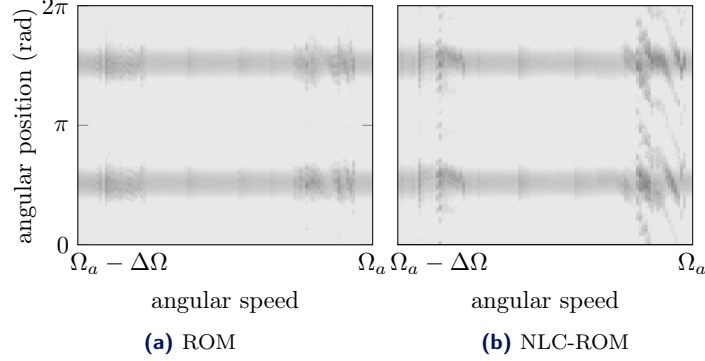 2π
π
0
angular position (rad)
Ω_a − ΔΩ Ω_a Ω_a − ΔΩ Ω_a
angular speed angular speed
(a) ROM (b) NLC-ROM